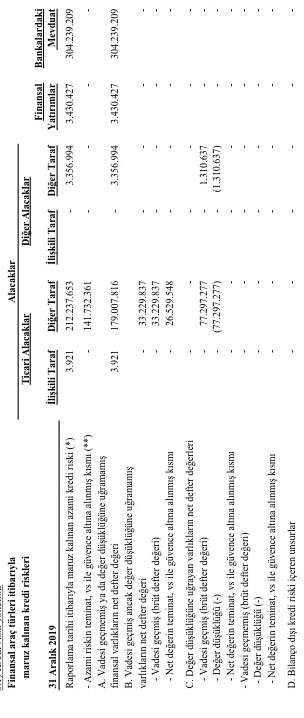 Finansal araç türleri itibarıyla Alacaklar
maruz kalınan kredi riskleri Ticari Alacaklar Diğer Alacaklar Finansal Bankalardaki
31 Aralık 2019 İlişkili Taraf Diğer Taraf İlişkili Taraf Diğer Taraf Yatırımlar Mevduat
Raporlama tarihi itibarıyla maruz kalınan azami kredi riski (*) 3.921 212.237.653 - 3.356.994 3.430.427 304.239.209
- Azami riskin teminat, vs ile güvence altına alınmış kısmı (**) - 141.732.361 - - - -
A. Vadesi geçmemiş ya da değer düşüklüğüne uğramamış
finansal varlıkların net defter değeri 3.921 179.007.816 - 3.356.994 3.430.427 304.239.209
B. Vadesi geçmiş ancak değer düşüklüğüne uğramamış
varlıkların net defter değeri - 33.229.837 - - - -
- Vadesi geçmiş (brüt defter değeri) - 33.229.837 - - - -
- Net değerin teminat, vs ile güvence altına alınmış kısmı - 26.529.548 - - - -
C. Değer düşüklüğüne uğrayan varlıkların net defter değerleri - - - - - -
- Vadesi geçmiş (brüt defter değeri) - 77.297.277 - 1.310.637 - -
- Değer düşüklüğü (-) - (77.297.277) - (1.310.637) - -
- Net değerin teminat, vs ile güvence altına alınmış kısmı - - - - - -
- Vadesi geçmemiş (brüt defter değeri) - - - - - -
- Değer düşüklüğü (-) - - - - - -
- Net değerin teminat, vs ile güvence altına alınmış kısmı - - - - - -
D. Bilanço dışı kredi riski içeren unsurlar - - - - - -